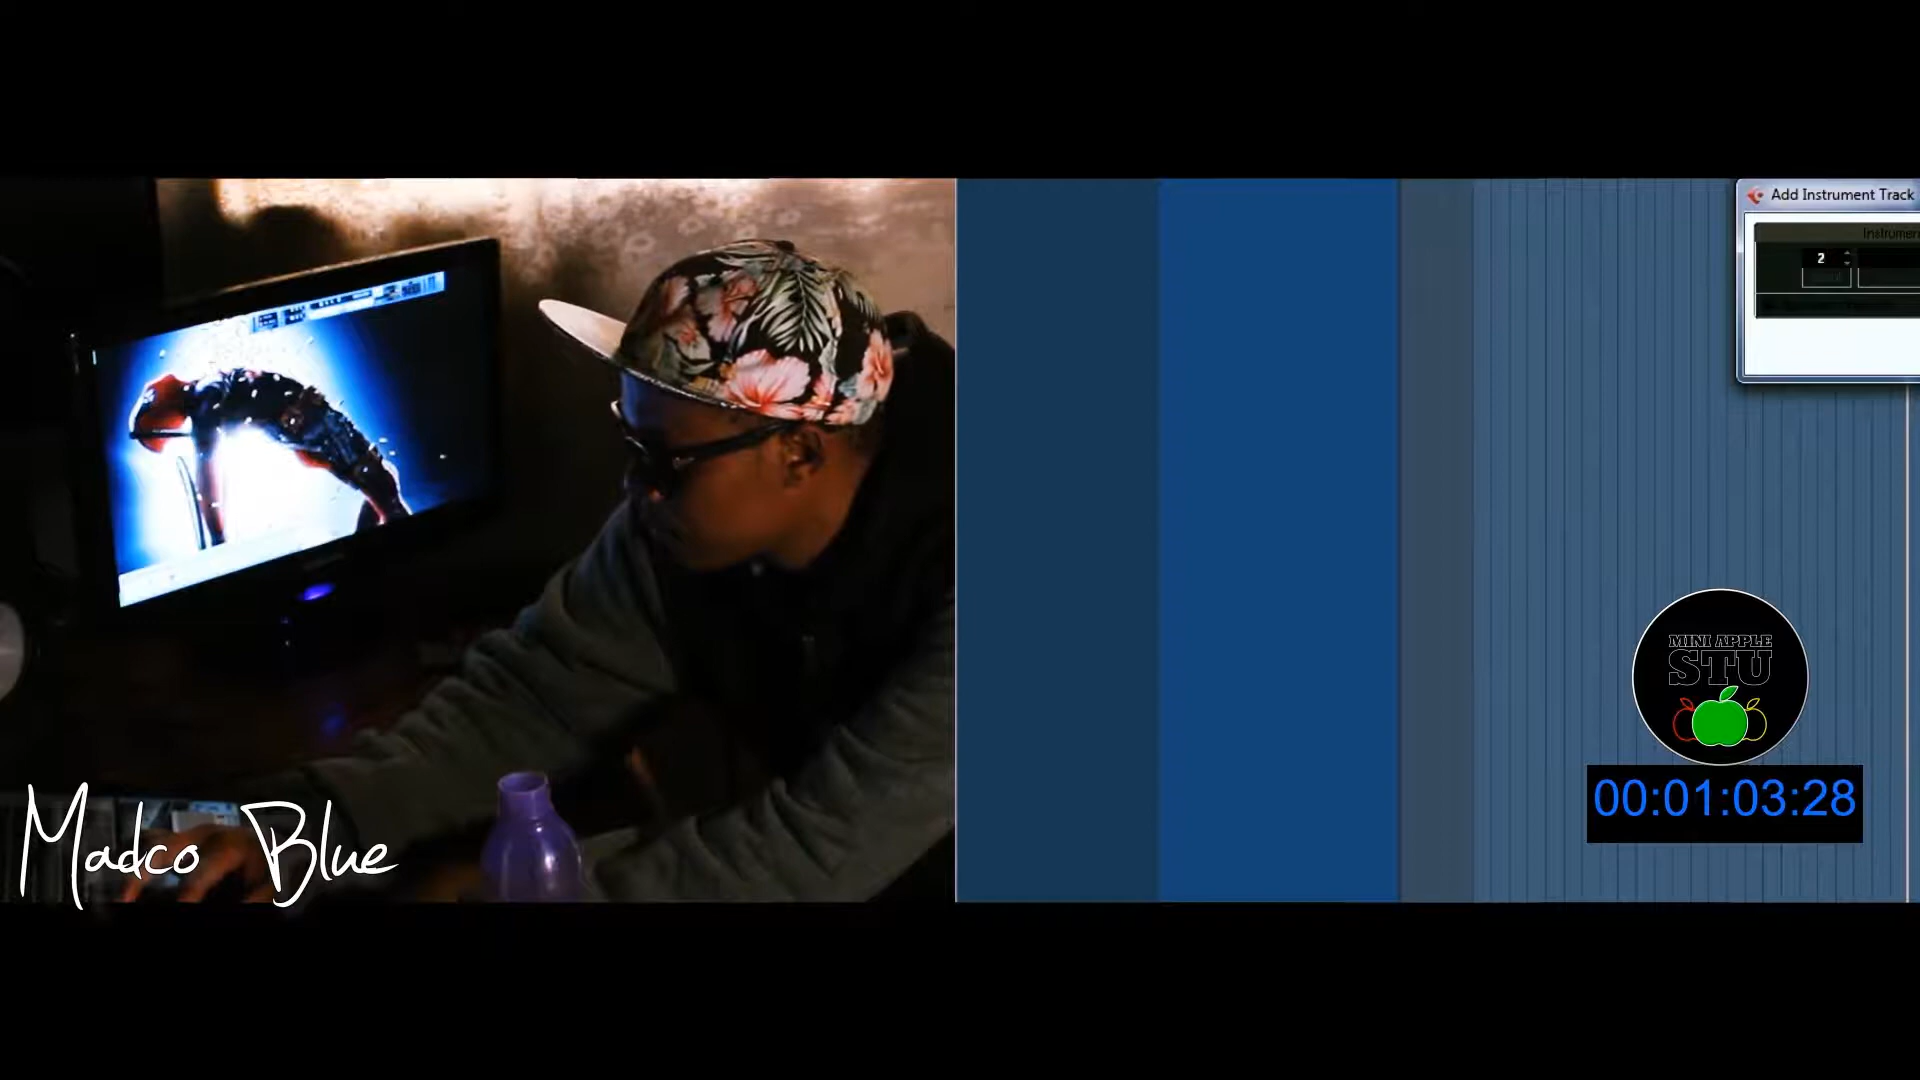 Add Instrument Track
2
MINI APPLE
STU
00:01:03:28
Madco Blue